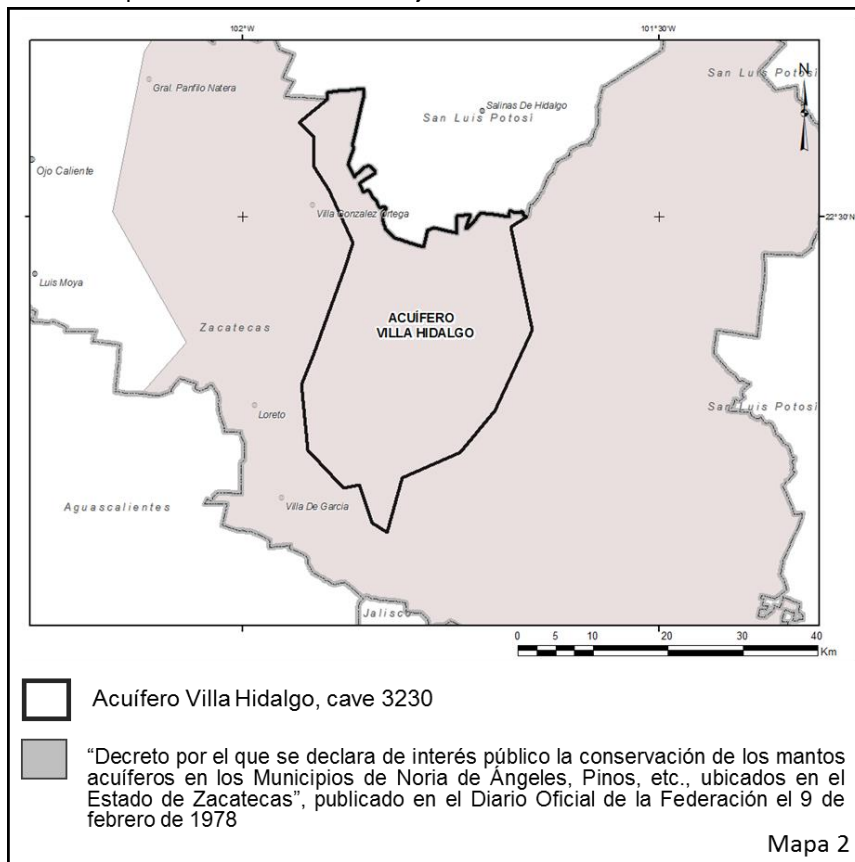 102°W
101°30'W
San Luis Potosì
N
Gral. Panfilo Natera
Salinas De Hidalgo
San Luis Potosì
Ojo Caliente
Villa Gonzalez Ortega
22°30'N
Luis Moya
ACUÍFERO
VILLA HIDALGO
Zacatecas
Loreto
San Luis Potosì
Villa De Garcia
Aguascalientes
Jalisco
0 5 10 20 30 40
Km
Acuífero Villa Hidalgo, cave 3230
“Decreto por el que se declara de interés público la conservación de los mantos
acuíferos en los Municipios de Noria de Ángeles, Pinos, etc., ubicados en el
Estado de Zacatecas”, publicado en el Diario Oficial de la Federación el 9 de
febrero de 1978
Mapa 2